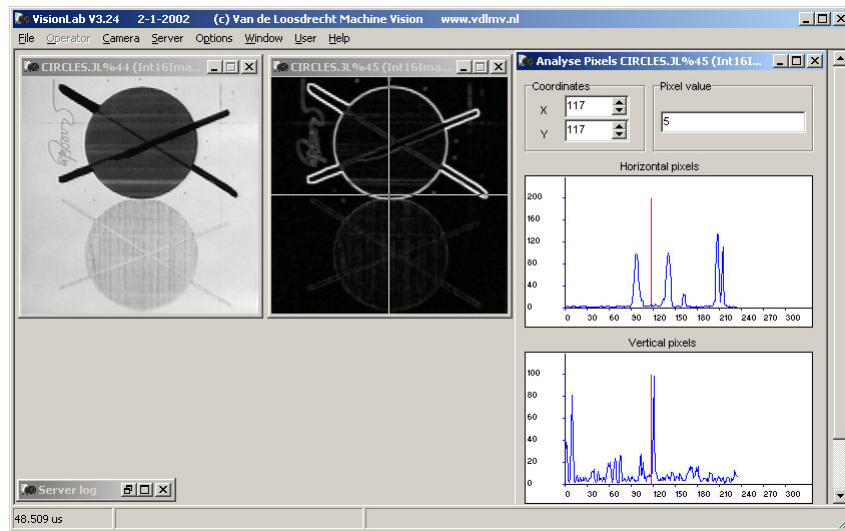 VisionLab V3.24 2-1-2002 (c) Van de Loosdrecht Machine Vision www.vdlmv.nl
File Operator Camera Server Options Window User Help
CIRCLES.JL%44 (Int16Ima...
CIRCLES.JL%45 (Int16Ima...
Analyse Pixels CIRCLES.JL%45 (Int16I...
Coordinates
X 117
Y 117
Pixel value
5
Horizontal pixels
200
160
120
80
40
0
0 30 60 90 120 150 180 210 240 270 300
Vertical pixels
100
80
60
40
20
0
0 30 60 90 120 150 180 210 240 270 300
Server log
48.509 us